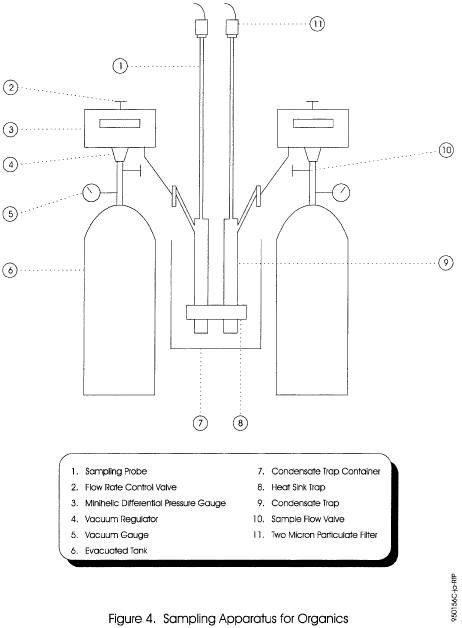 1
11
2
3
4
10
5
6
9
7
8
1. Sampling Probe
2. Flow Rate Control Valve
3. Minihelic Differential Pressure Gauge
4. Vacuum Regulator
5. Vacuum Gauge
6. Evacuated Tank
7. Condensate Trap Container
8. Heat Sink Trap
9. Condensate Trap
10. Sample Flow Valve
11. Two Micron Particulate Filter
950156C-jo-RTP
Figure 4. Sampling Apparatus for Organics